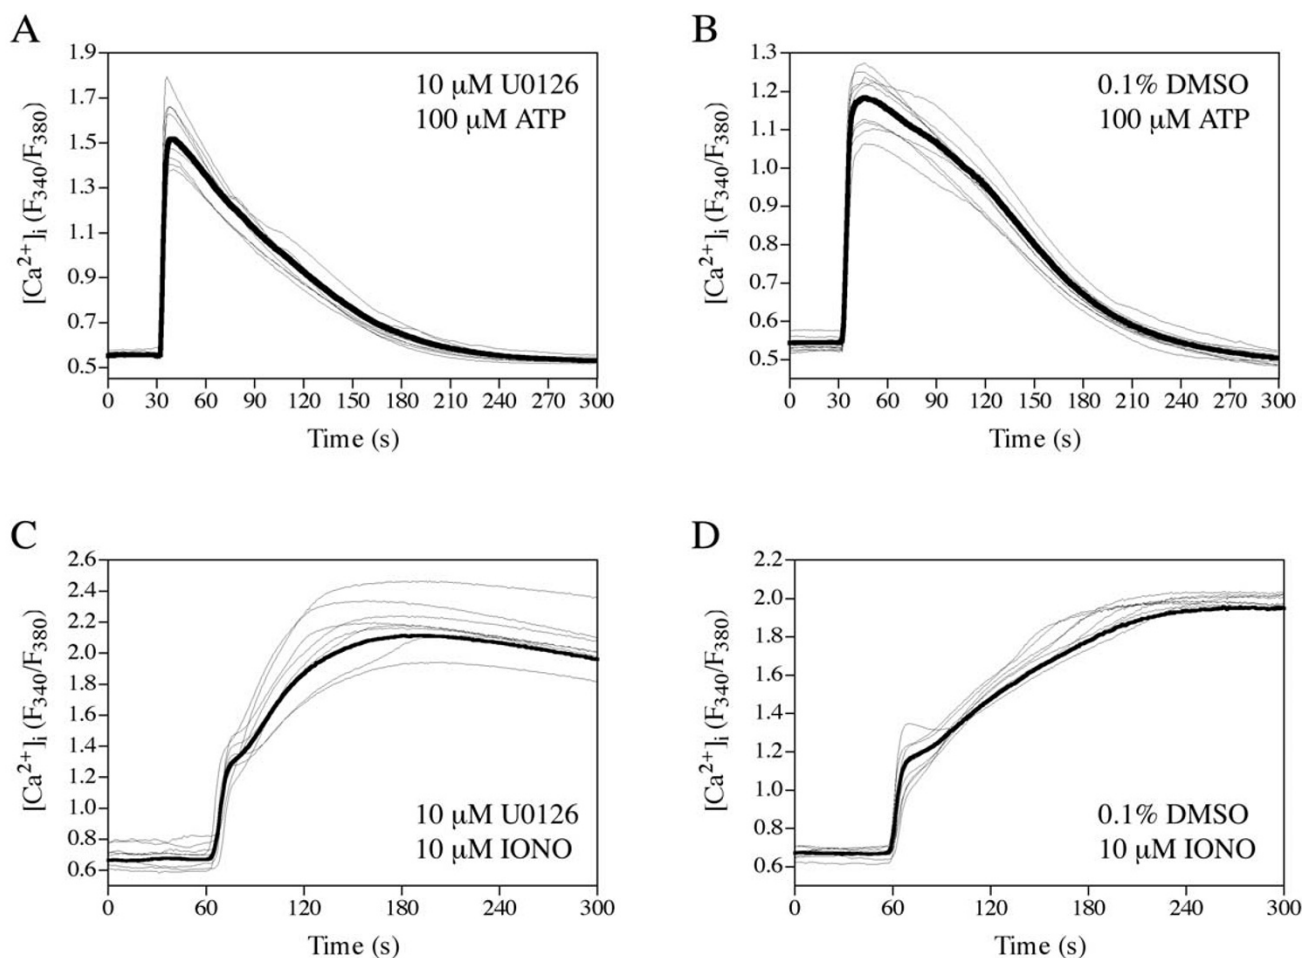 A
1.9
1.7
1.5
1.3
1.1
0.9
0.7
0.5
[Ca²⁺]ᵢ (F₃₄₀/F₃₈₀)
10 µM U0126
100 µM ATP
0 30 60 90 120 150 180 210 240 270 300
Time (s)
B
1.3
1.2
1.1
1.0
0.9
0.8
0.7
0.6
0.5
[Ca²⁺]ᵢ (F₃₄₀/F₃₈₀)
0.1% DMSO
100 µM ATP
0 30 60 90 120 150 180 210 240 270 300
Time (s)
C
2.6
2.4
2.2
2.0
1.8
1.6
1.4
1.2
1.0
0.8
0.6
[Ca²⁺]ᵢ (F₃₄₀/F₃₈₀)
10 µM U0126
10 µM IONO
0 60 120 180 240 300
Time (s)
D
2.2
2.0
1.8
1.6
1.4
1.2
1.0
0.8
0.6
[Ca²⁺]ᵢ (F₃₄₀/F₃₈₀)
0.1% DMSO
10 µM IONO
0 60 120 180 240 300
Time (s)